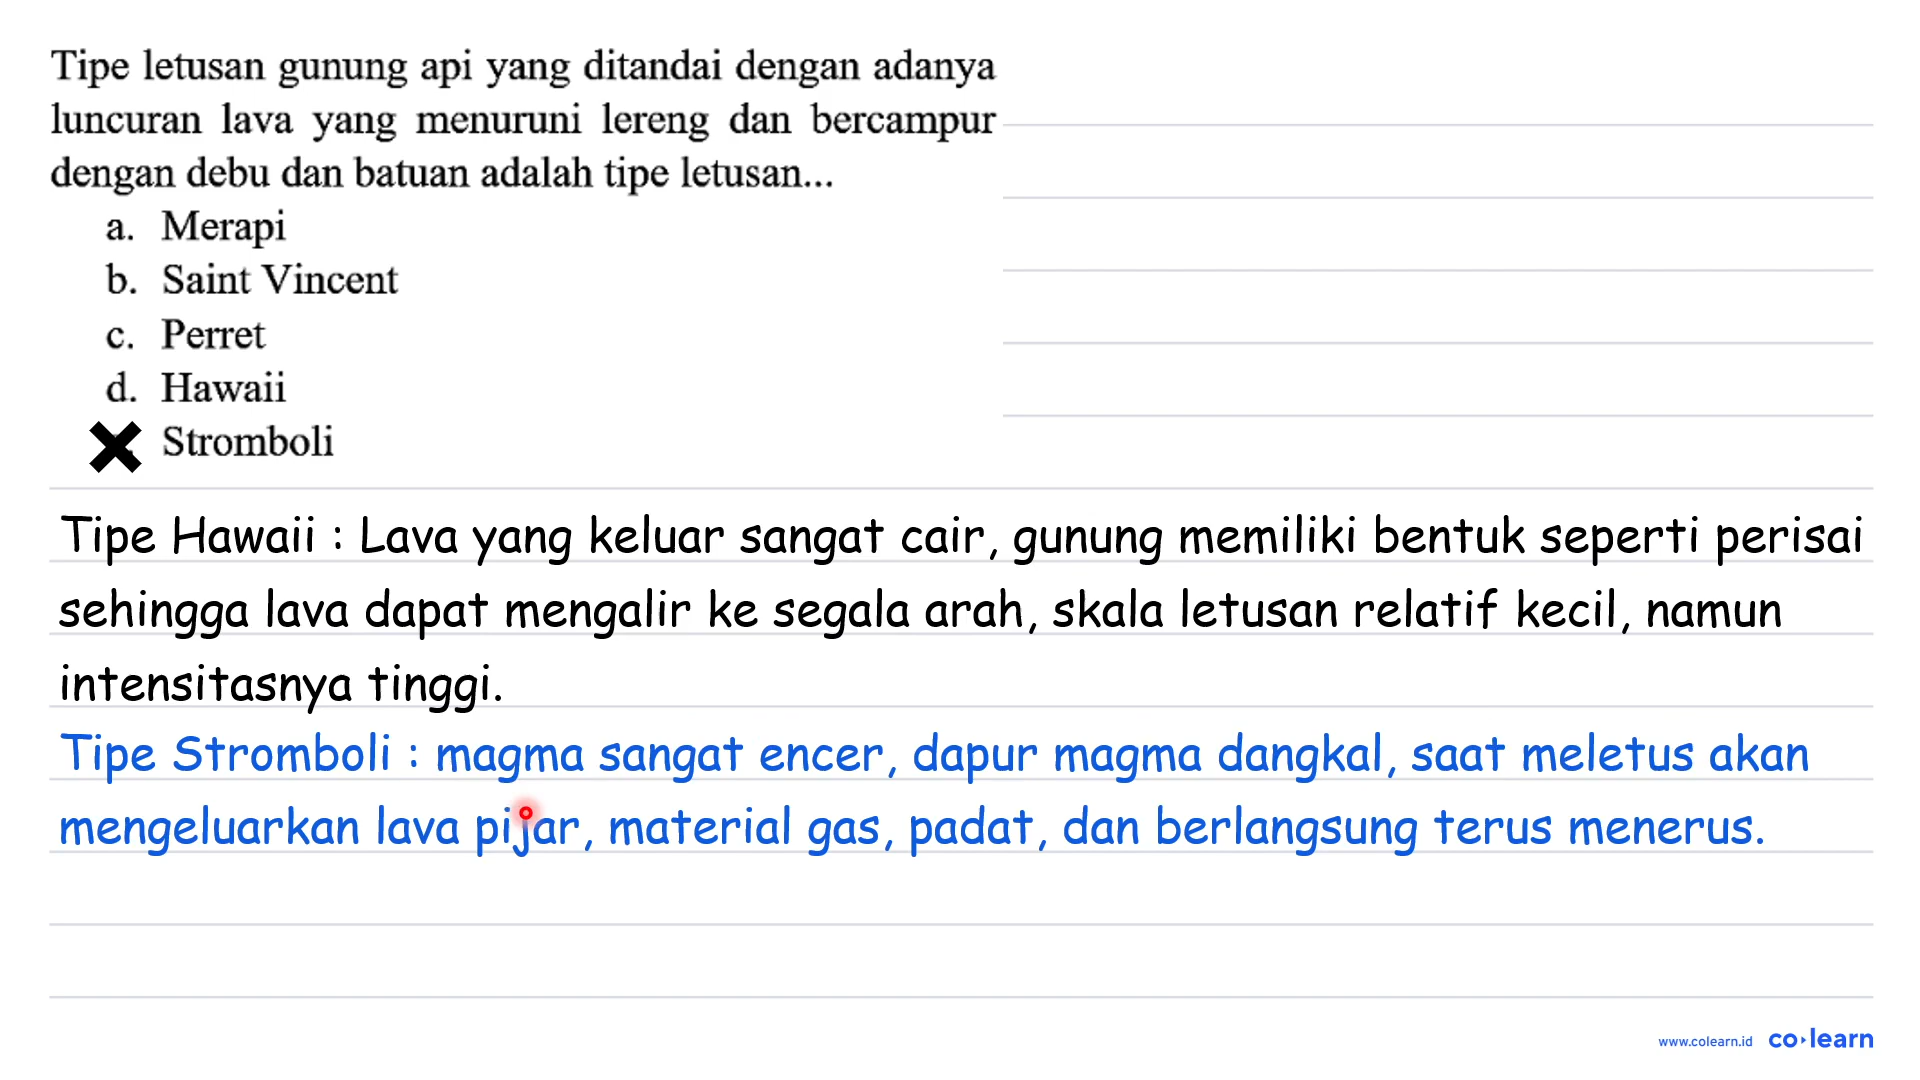 Tipe letusan gunung api yang ditandai dengan adanya
luncuran lava yang menuruni lereng dan bercampur
dengan debu dan batuan adalah tipe letusan...
a. Merapi
b. Saint Vincent
c. Perret
d. Hawaii
Stromboli
Tipe Hawaii : Lava yang keluar sangat cair, gunung memiliki bentuk seperti perisai
sehingga lava dapat mengalir ke segala arah, skala letusan relatif kecil, namun
intensitasnya tinggi.
Tipe Stromboli : magma sangat encer, dapur magma dangkal, saat meletus akan
mengeluarkan lava pijar, material gas, padat, dan berlangsung terus menerus.
www.colearn.id co learn